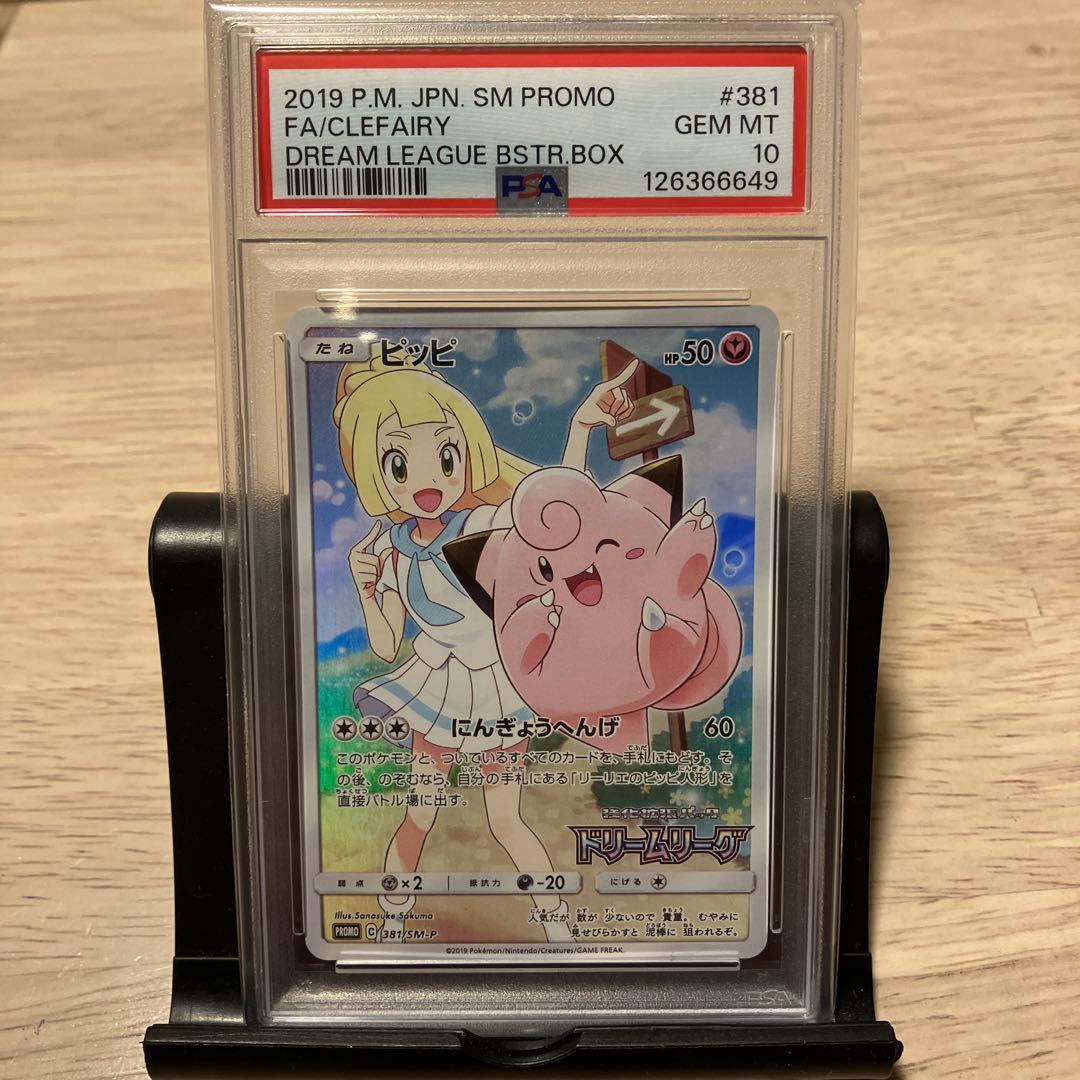 2019 P.M. JPN. SM PROMO #381
FA/CLEFAIRY GEM MT
DREAM LEAGUE BSTR.BOX 10
PSA 126366649
たね ピッピ HP50
にんぎょうへんげ 60
このポケモンと、ついているすべてのカードを、手札にもどす。そ
の後、のぞむなら、自分の手札にある「リーリエのピッピ人形」を
直接バトル場に出す。
強化拡張パック
ドリームリーグ
弱点 ×2 抵抗力 -20 にげる
Illus.Sanosuke Sakuma
人気だが 数が 少ないので 貴重。むやみに
PROMO C 381/SM-P
見せびらかすと 泥棒に 狙われるぞ。
©2019 Pokémon/Nintendo/Creatures/GAME FREAK.